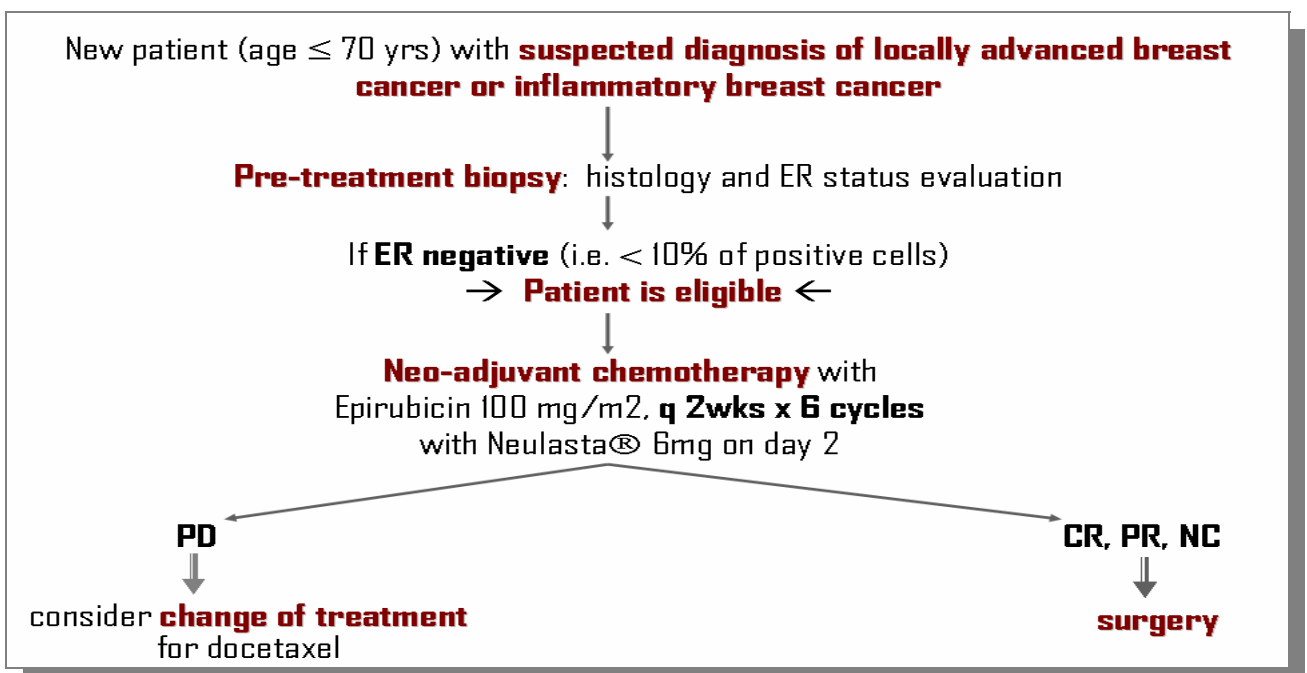 New patient (age ≤ 70 yrs) with suspected diagnosis of locally advanced breast
cancer or inflammatory breast cancer
Pre-treatment biopsy: histology and ER status evaluation
If ER negative (i.e. < 10% of positive cells)
→ Patient is eligible ←
Neo-adjuvant chemotherapy with
Epirubicin 100 mg/m2, q 2wks x 6 cycles
with Neulasta® 6mg on day 2
PD
CR, PR, NC
consider change of treatment
for docetaxel
surgery